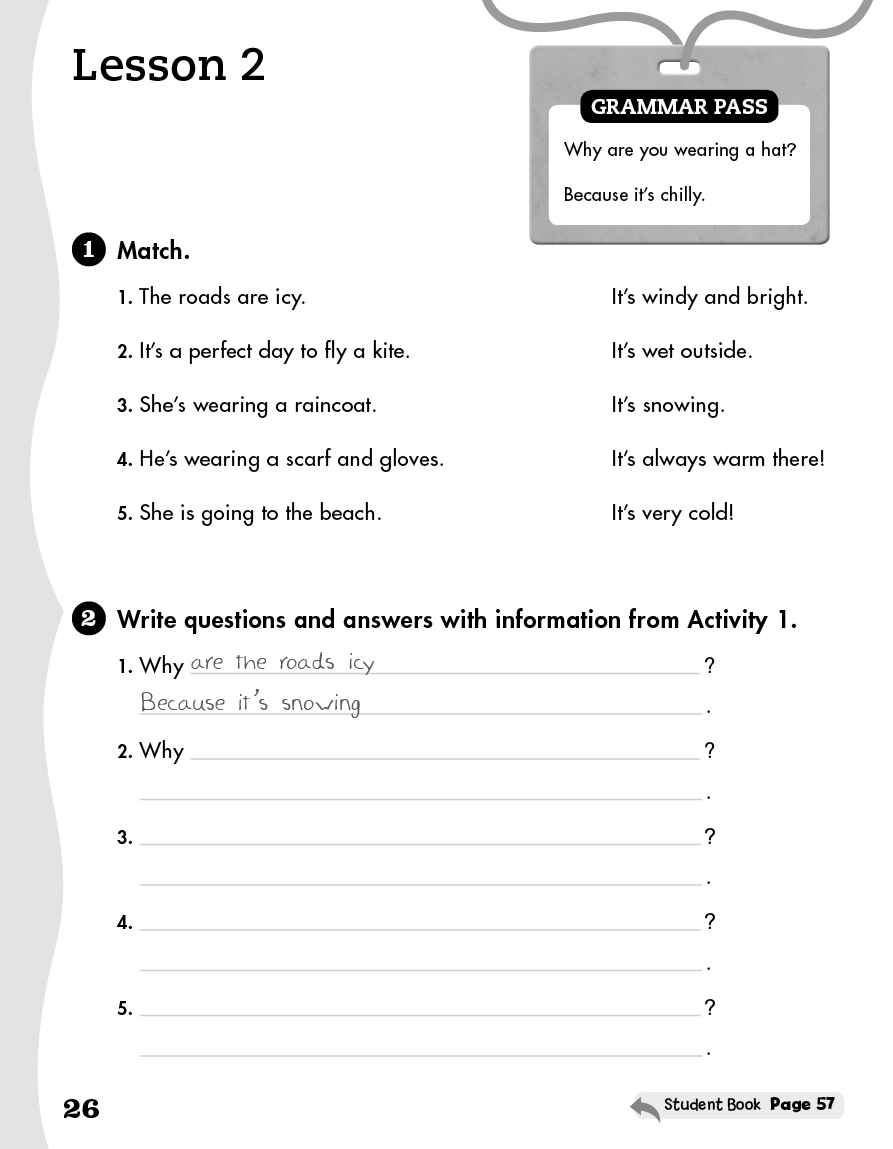 Lesson 2
GRAMMAR PASS
Why are you wearing a hat?
Because it's chilly.
1 Match.
1. The roads are icy. It's windy and bright.
2. It's a perfect day to fly a kite. It's wet outside.
3. She's wearing a raincoat. It's snowing.
4. He's wearing a scarf and gloves. It's always warm there!
5. She is going to the beach. It's very cold!
2 Write questions and answers with information from Activity 1.
1. Why are the roads icy ?
Because it's snowing .
2. Why ?
.
3. ?
.
4. ?
.
5. ?
.
26
Student Book Page 57